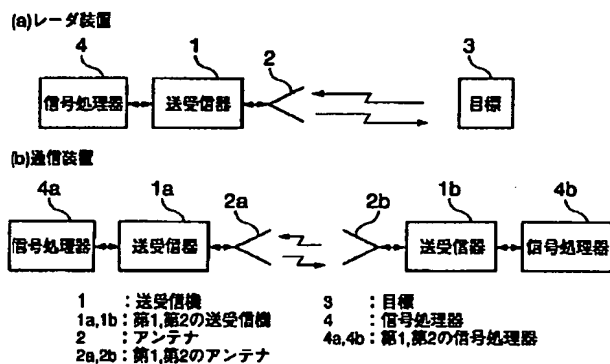 (a)レーダ装置
4
1
2
3
信号処理器
送受信器
目標
(b)通信装置
4a
1a
2a
2b
1b
4b
信号処理器
送受信器
送受信器
信号処理器
1 :送受信機
1a,1b:第1,第2の送受信機
2 :アンテナ
2a,2b:第1,第2のアンテナ
3 :目標
4 :信号処理器
4a,4b:第1,第2の信号処理器